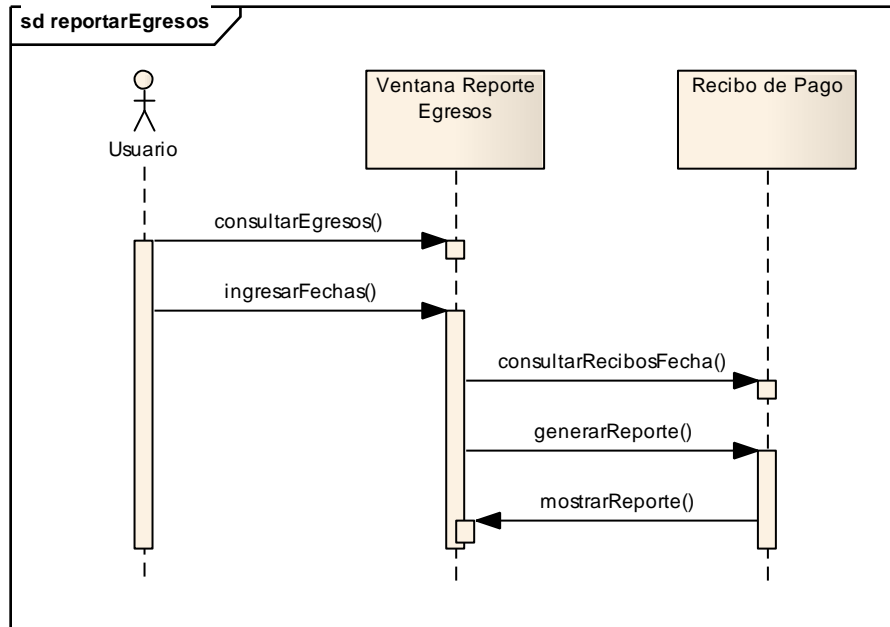 sd reportarEgresos
Usuario
Ventana Reporte
Egresos
Recibo de Pago
consultarEgresos()
ingresarFechas()
consultarRecibosFecha()
generarReporte()
mostrarReporte()